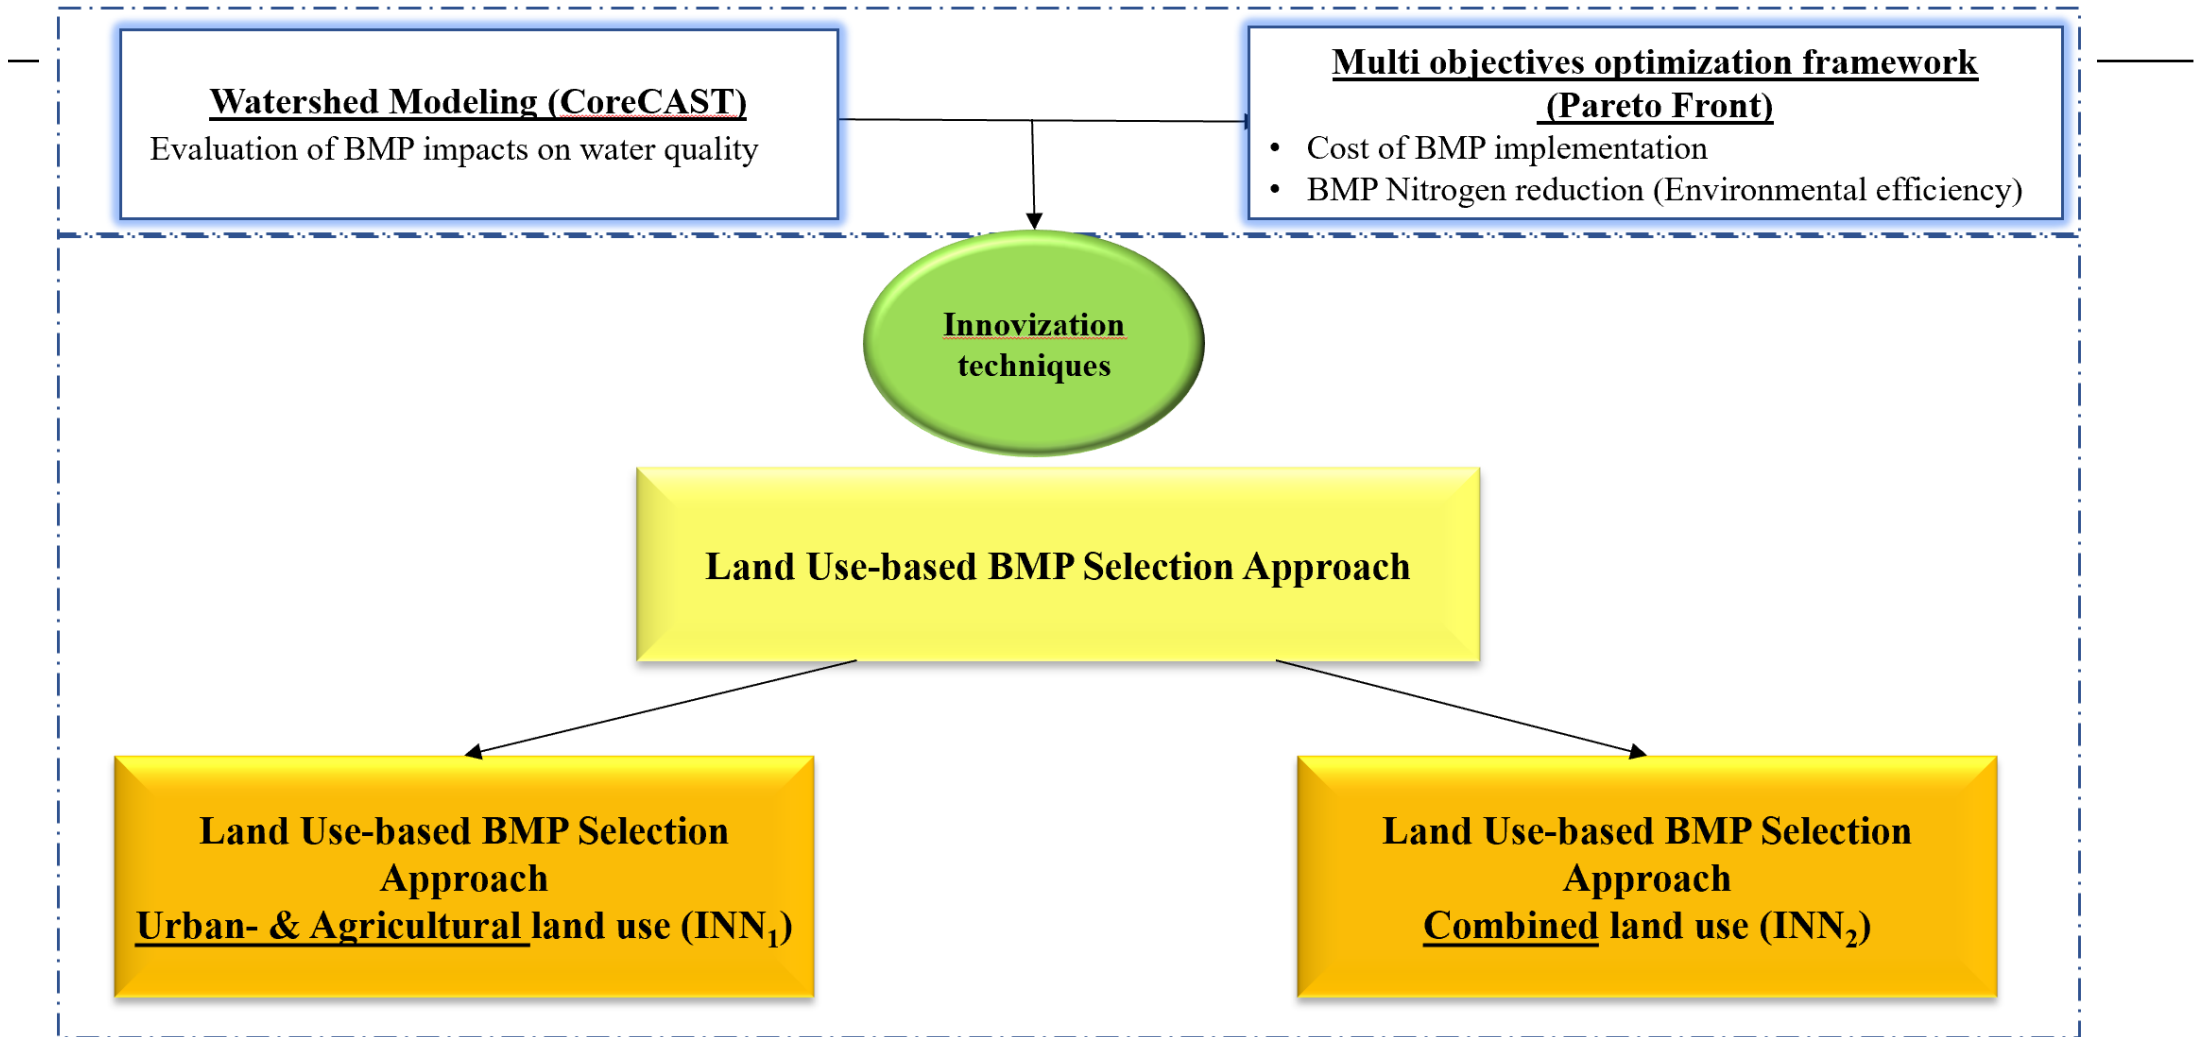 Watershed Modeling (CoreCAST)
Evaluation of BMP impacts on water quality
Multi objectives optimization framework
(Pareto Front)
• Cost of BMP implementation
• BMP Nitrogen reduction (Environmental efficiency)
Innovization
techniques
Land Use-based BMP Selection Approach
Land Use-based BMP Selection
Approach
Urban- & Agricultural land use (INN₁)
Land Use-based BMP Selection
Approach
Combined land use (INN₂)